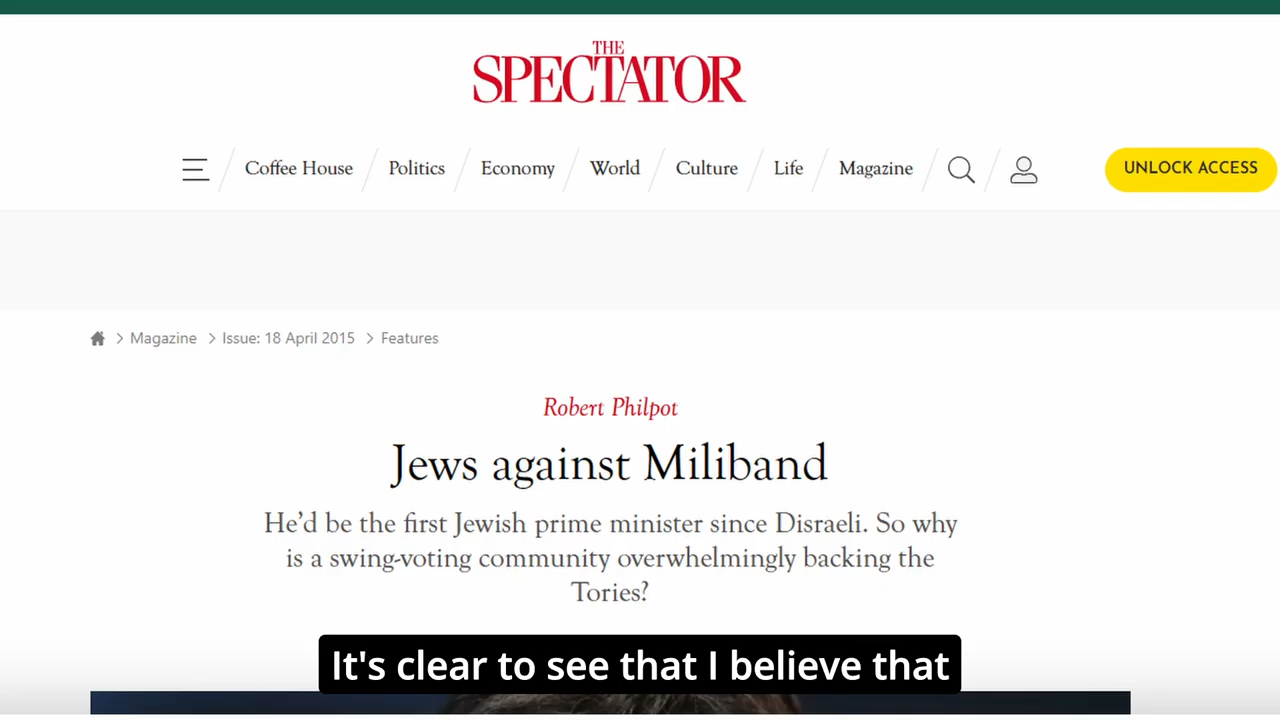 THE
SPECTATOR
Coffee House Politics Economy World Culture Life Magazine UNLOCK ACCESS
Magazine Issue: 18 April 2015 Features
Robert Philpot
Jews against Miliband
He'd be the first Jewish prime minister since Disraeli. So why
is a swing-voting community overwhelmingly backing the
Tories?
It's clear to see that I believe that